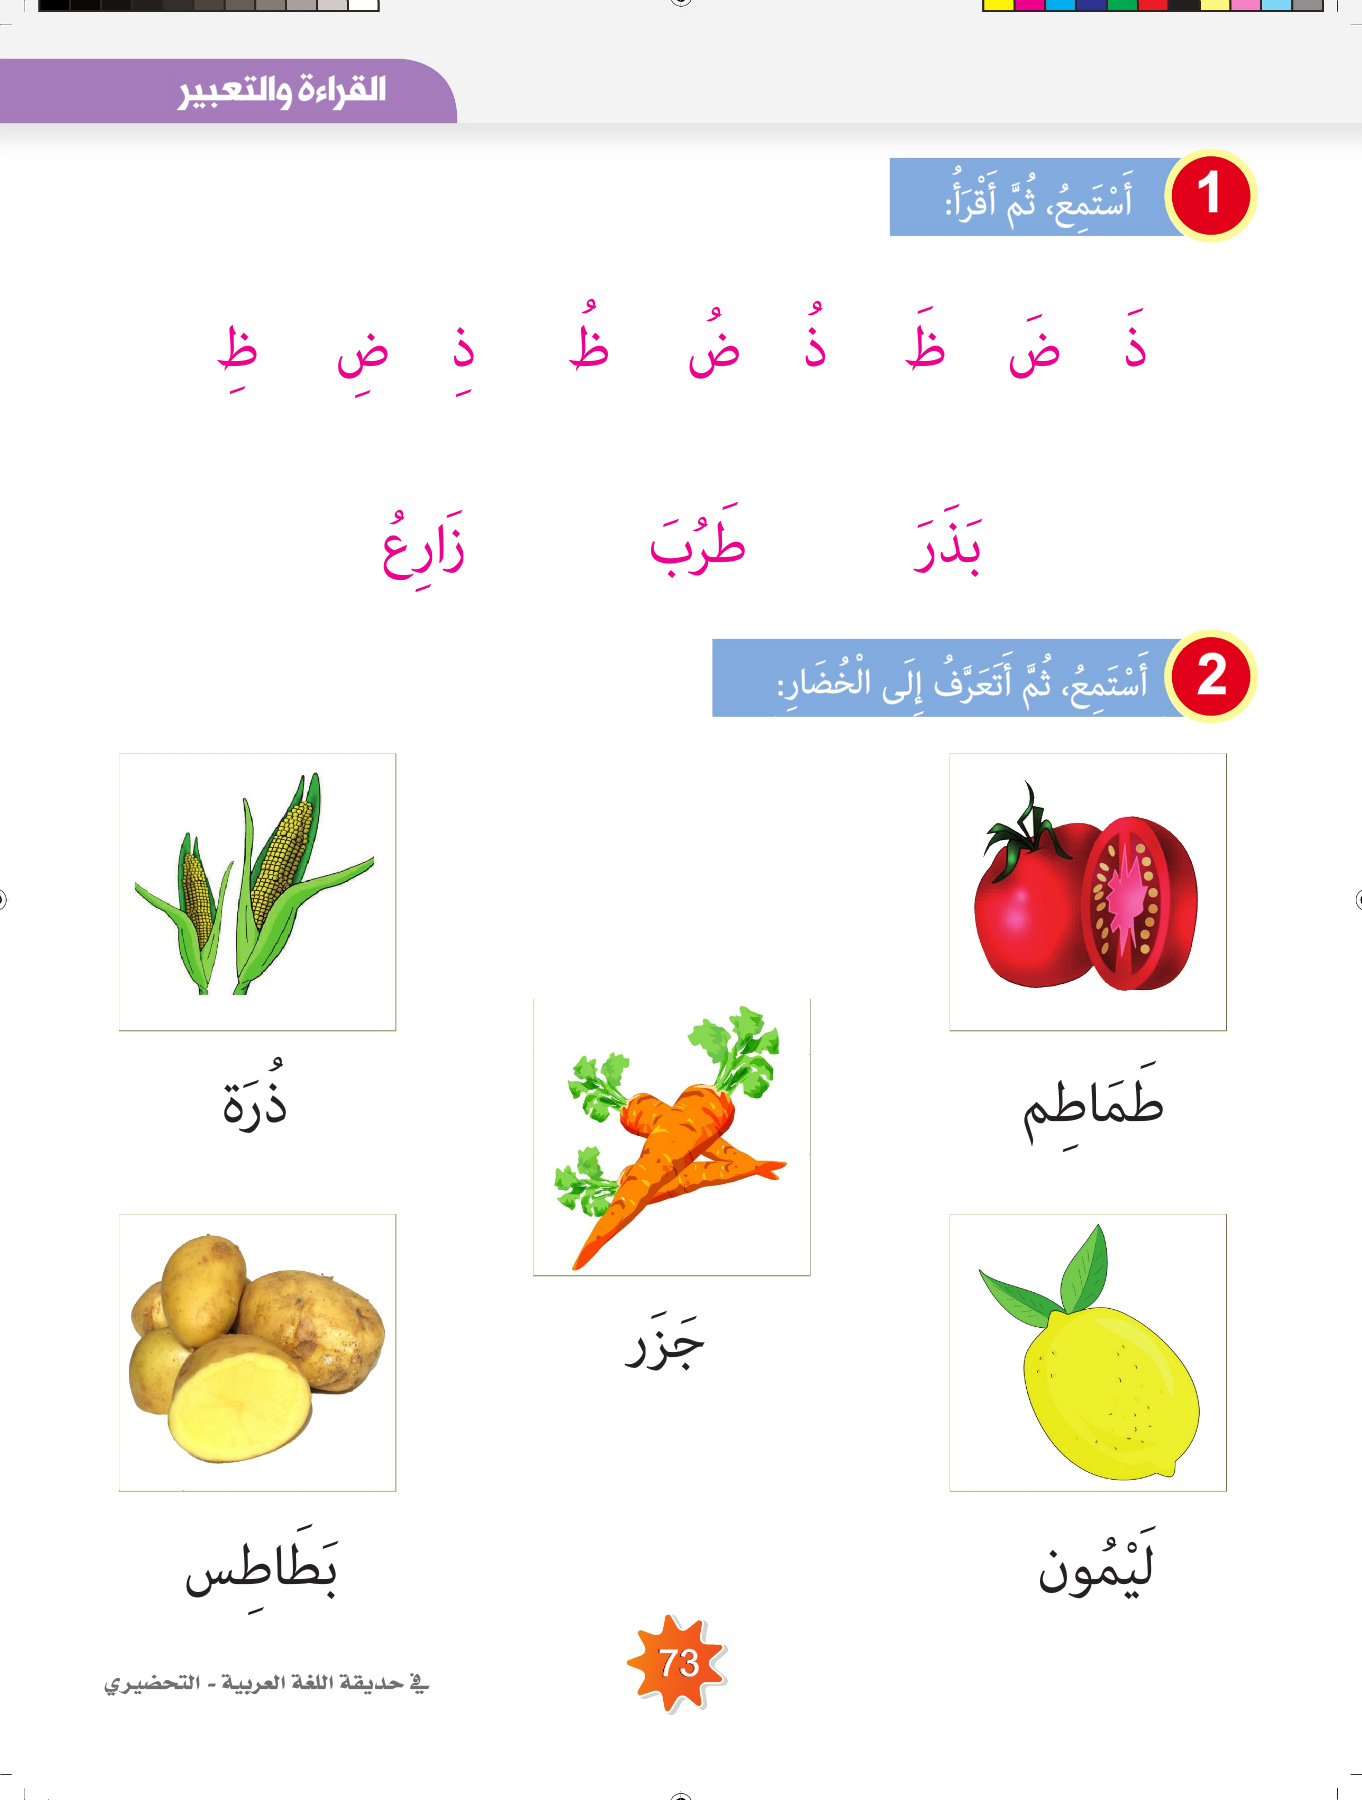 القراءة والتعبير
1 أَسْتَمِعُ، ثُمَّ أَقْرَأُ:
ذَ ضَ ظَ ذُ ضُ ظُ ذِ ضِ ظِ
بَذَرَ طَرُبَ زَارِعُ
2 أَسْتَمِعُ، ثُمَّ أَتَعَرَّفُ إِلَى الْخُضَارِ:
طَمَاطِم ذُرَة
جَزَر
لَيْمُون بَطَاطِس
73
في حديقة اللغة العربية - التحضيري